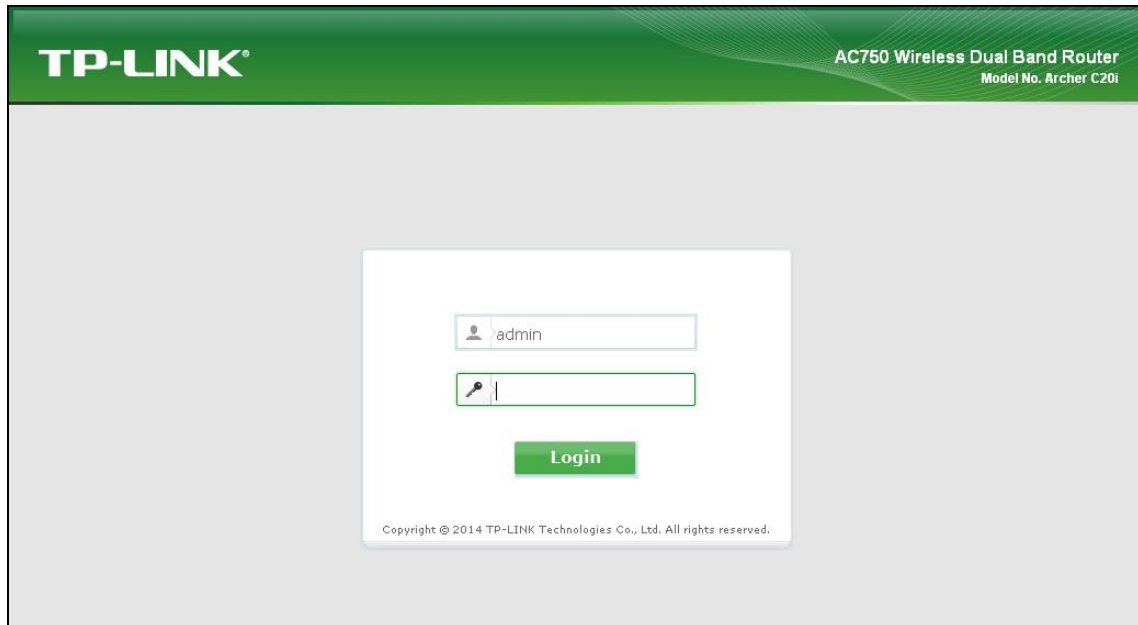 TP-LINK®
AC750 Wireless Dual Band Router
Model No. Archer C20i
admin
Login
Copyright © 2014 TP-LINK Technologies Co., Ltd. All rights reserved.